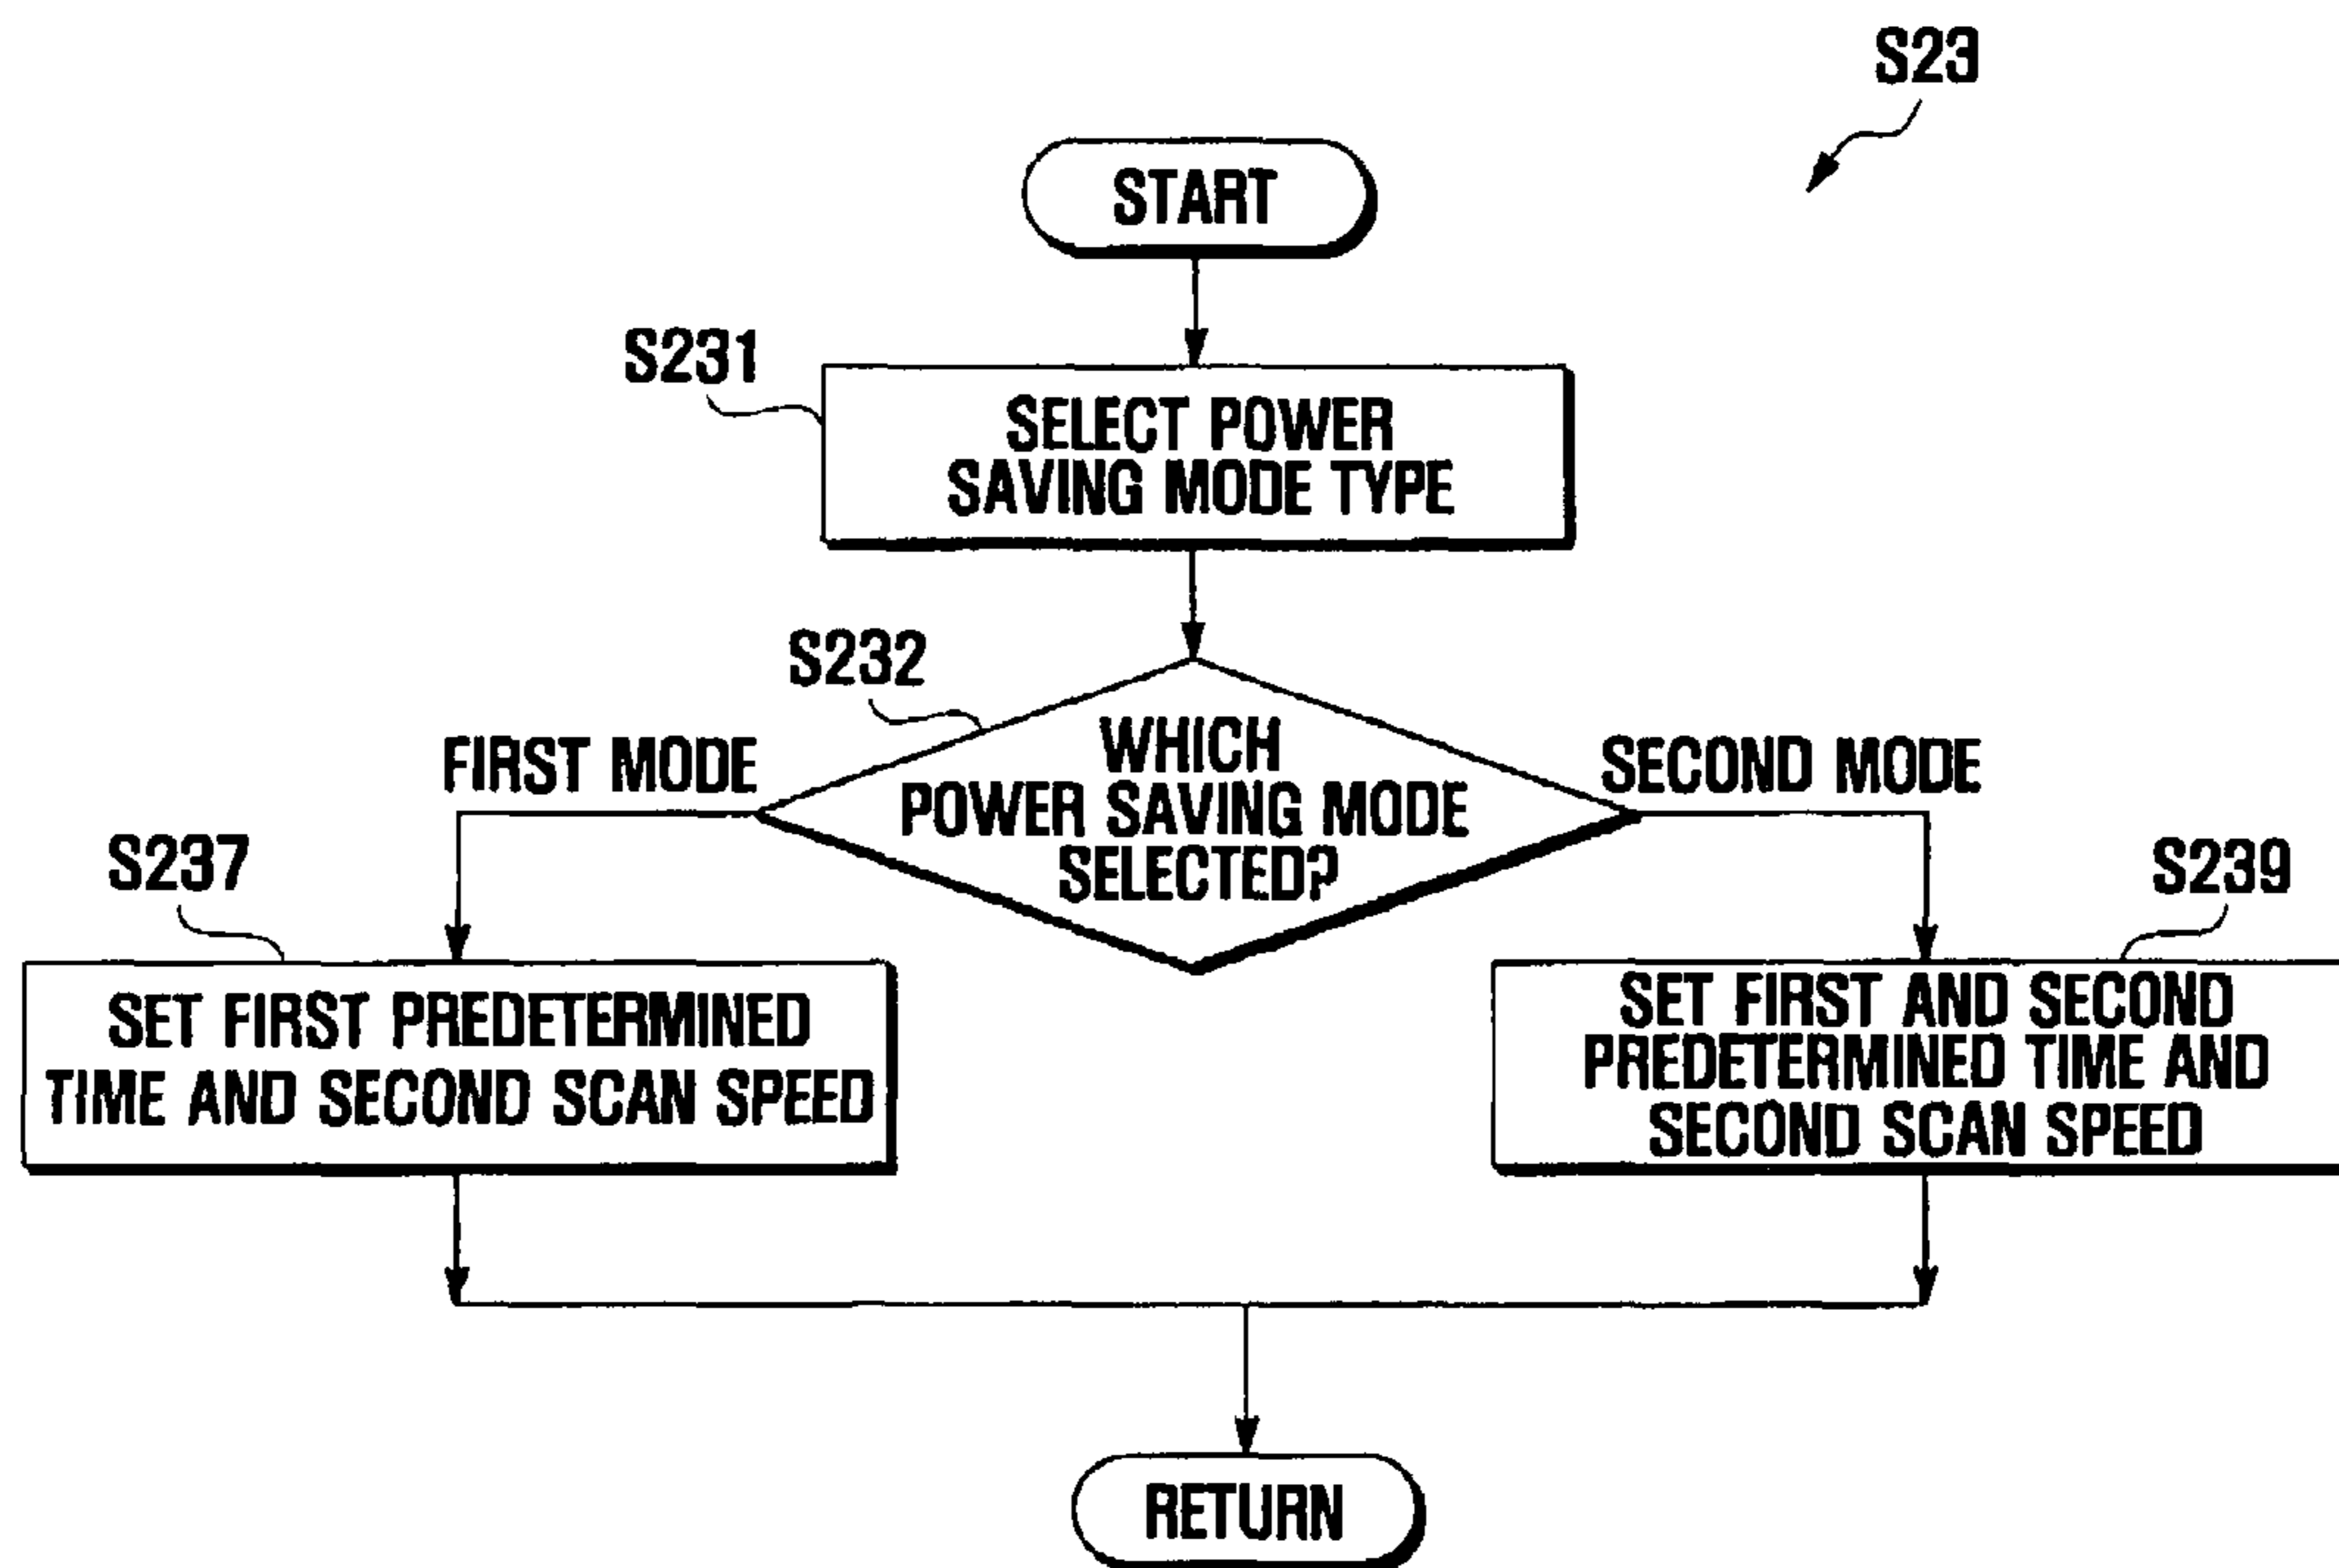 S23
START
S231
SELECT POWER
SAVING MODE TYPE
S232
WHICH
POWER SAVING MODE
SELECTED?
FIRST MODE
SECOND MODE
S237
S239
SET FIRST PREDETERMINED
TIME AND SECOND SCAN SPEED
SET FIRST AND SECOND
PREDETERMINED TIME AND
SECOND SCAN SPEED
RETURN